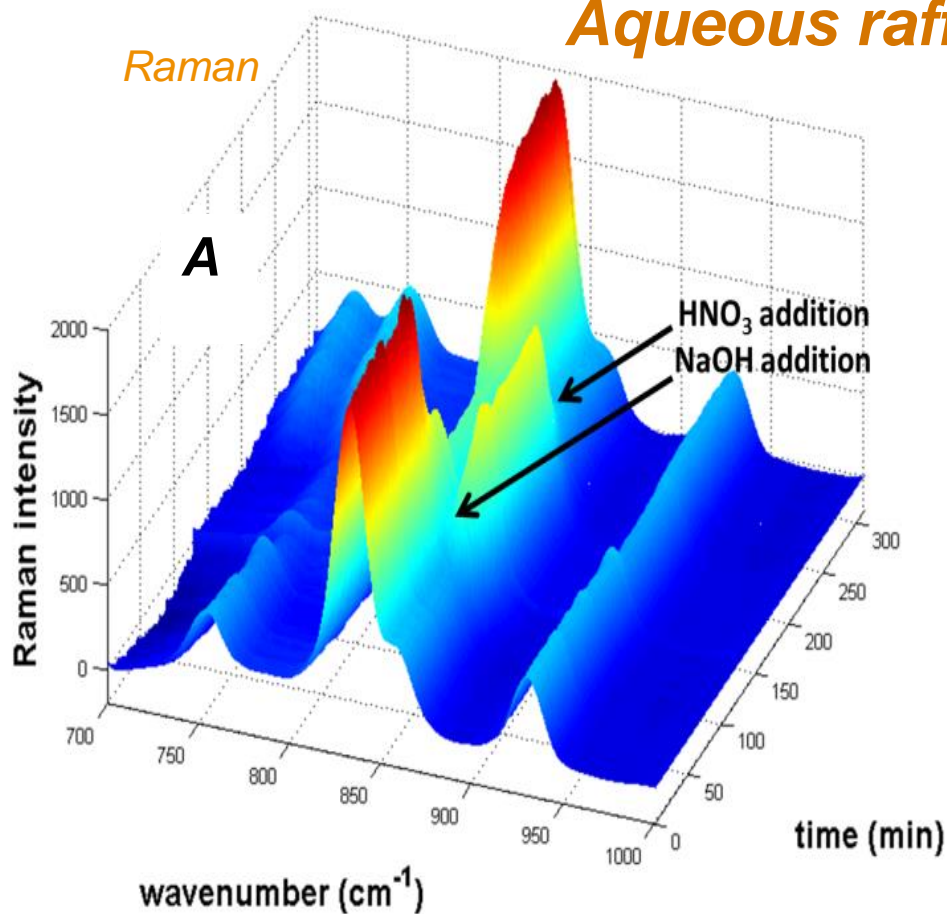 Aqueous raff
Raman
A
HNO3 addition
NaOH addition
2000
1500
1000
500
0
Raman intensity
700
750
800
850
900
950
1000
0
50
100
150
200
250
300
time (min)
wavenumber (cm-1)